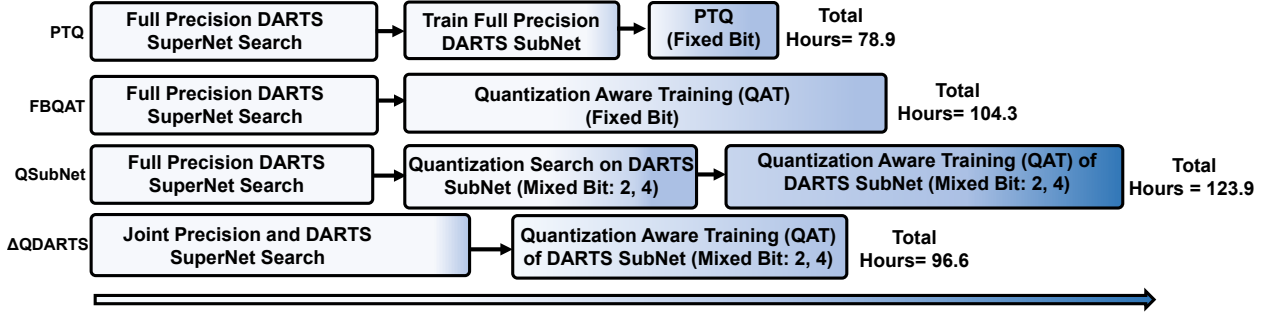 PTQ
Full Precision DARTS
SuperNet Search
Train Full Precision
DARTS SubNet
PTQ
(Fixed Bit)
Total
Hours= 78.9
FBQAT
Full Precision DARTS
SuperNet Search
Quantization Aware Training (QAT)
(Fixed Bit)
Total
Hours= 104.3
QSubNet
Full Precision DARTS
SuperNet Search
Quantization Search on DARTS
SubNet (Mixed Bit: 2, 4)
Quantization Aware Training (QAT) of
DARTS SubNet (Mixed Bit: 2, 4)
Total
Hours = 123.9
ΔQDARTS
Joint Precision and DARTS
SuperNet Search
Quantization Aware Training (QAT)
of DARTS SubNet (Mixed Bit: 2, 4)
Total
Hours= 96.6